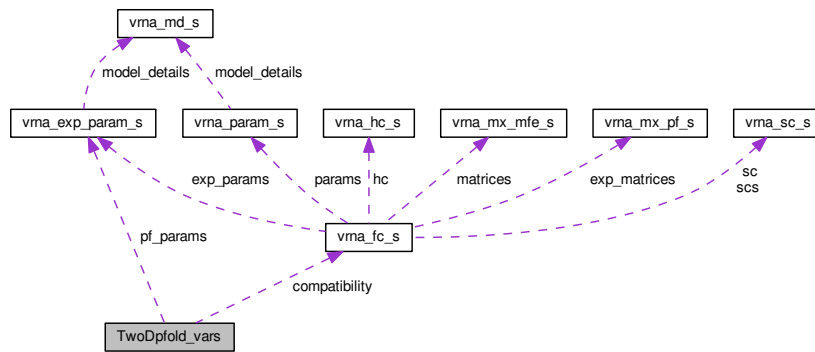 vrna_md_s
model_details
model_details
vrna_exp_param_s
vrna_param_s
vrna_hc_s
vrna_mx_mfe_s
vrna_mx_pf_s
vrna_sc_s
exp_params
params
hc
matrices
exp_matrices
sc
scs
pf_params
vrna_fc_s
compatibility
TwoDpfold_vars